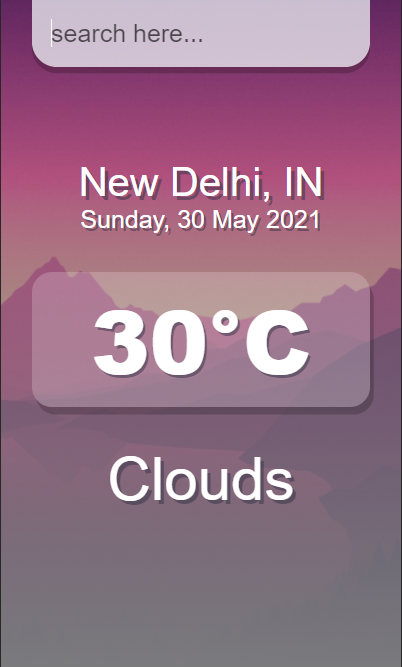 search here...
New Delhi, IN
Sunday, 30 May 2021
30°C
Clouds